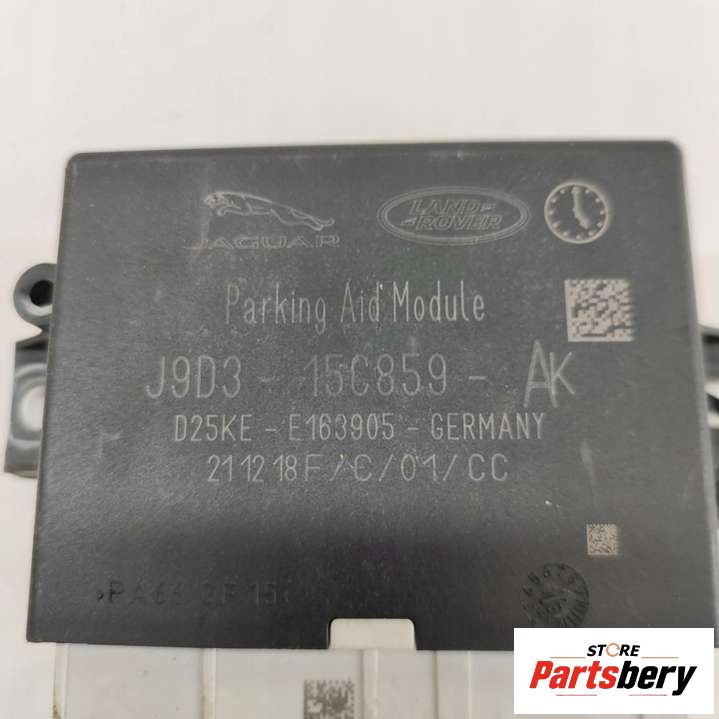 JAGUAR
LAND ROVER
Parking Aid Module
J9D3 - 15C859 - AK
D25KE - E163905 - GERMANY
211218F/C/01/CC
STORE
Partsbery